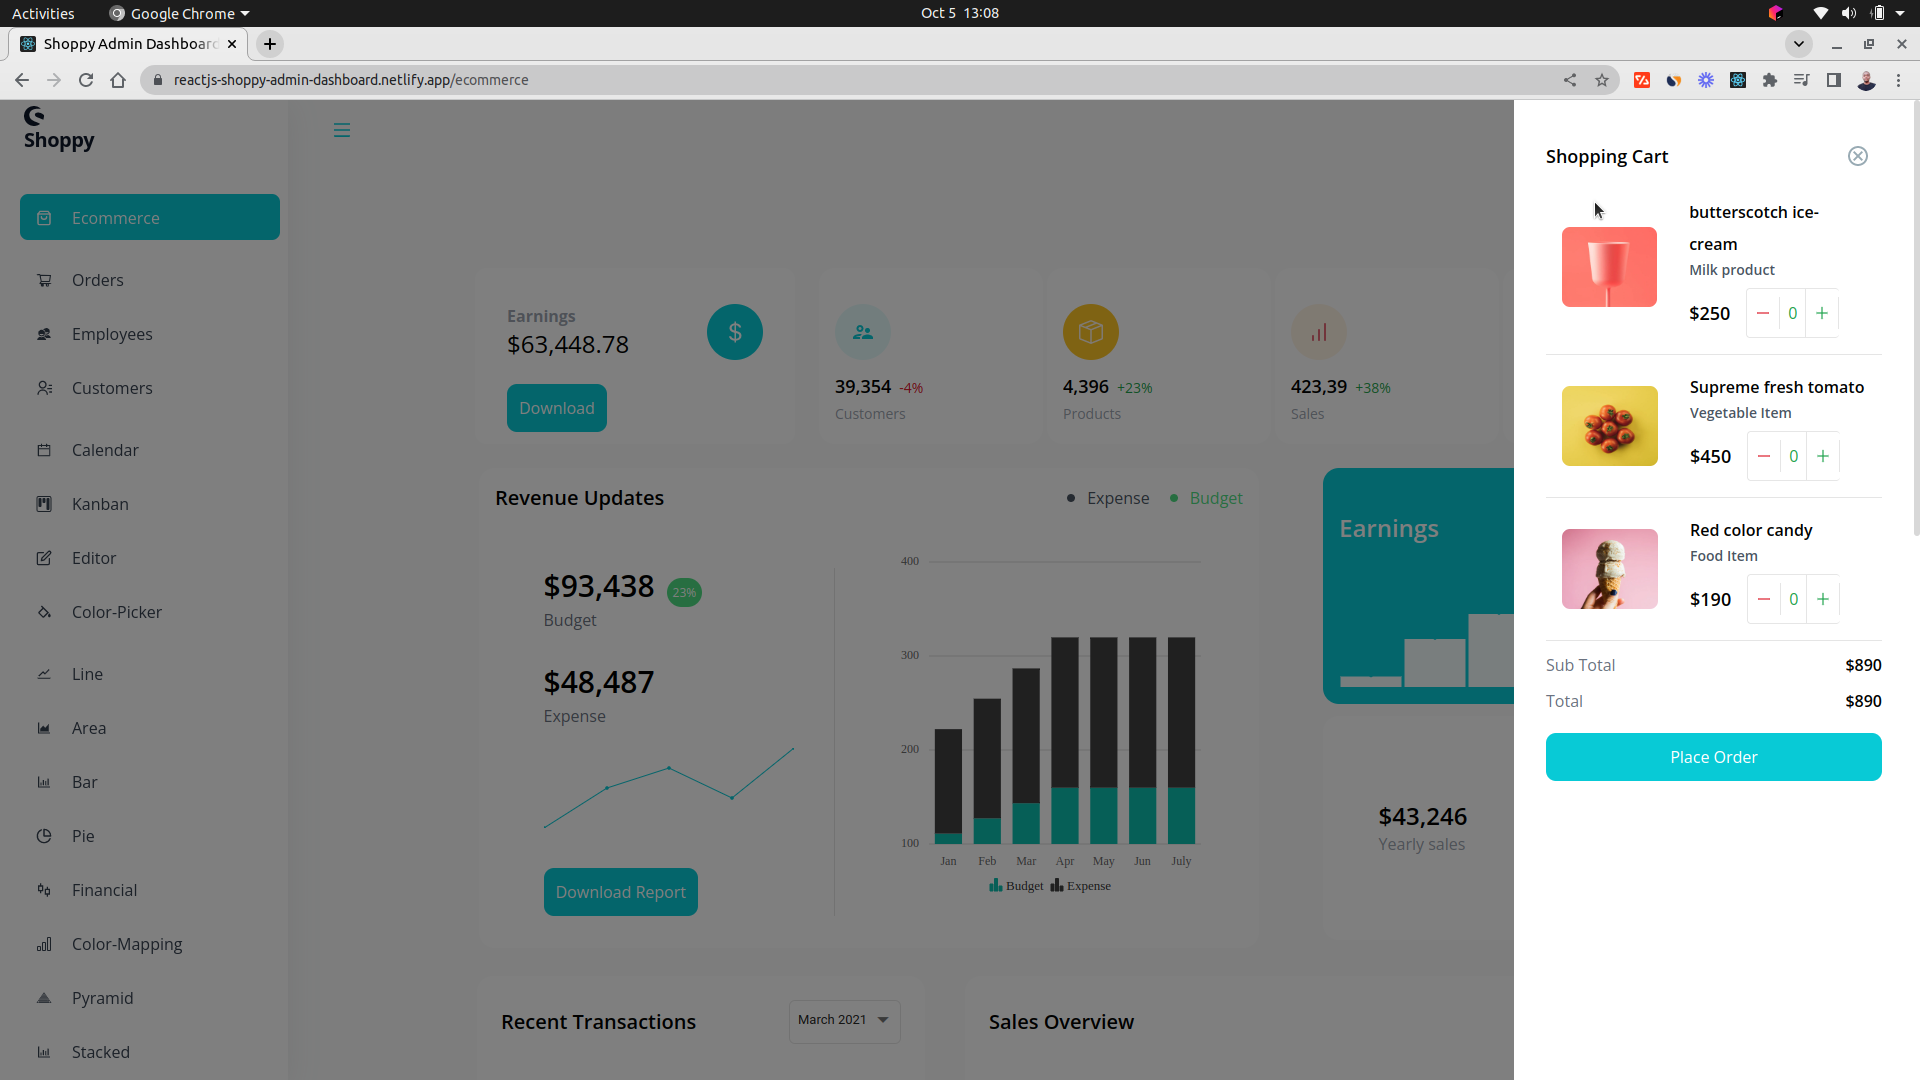 Activities
Google Chrome
Oct 5 13:08
Shoppy Admin Dashboard
reactjs-shoppy-admin-dashboard.netlify.app/ecommerce
Shoppy
Ecommerce
Orders
Employees
Customers
Calendar
Kanban
Editor
Color-Picker
Line
Area
Bar
Pie
Financial
Color-Mapping
Pyramid
Stacked
Earnings
$63,448.78
$
Download
39,354 -4%
Customers
4,396 +23%
Products
423,39 +38%
Sales
Revenue Updates
Expense
Budget
$93,438 23%
Budget
$48,487
Expense
Download Report
400
300
200
100
Jan Feb Mar Apr May Jun July
Budget Expense
Earnings
$43,246
Yearly sales
Recent Transactions
March 2021
Sales Overview
Shopping Cart
butterscotch ice-
cream
Milk product
$250 − 0 +
Supreme fresh tomato
Vegetable Item
$450 − 0 +
Red color candy
Food Item
$190 − 0 +
Sub Total $890
Total $890
Place Order